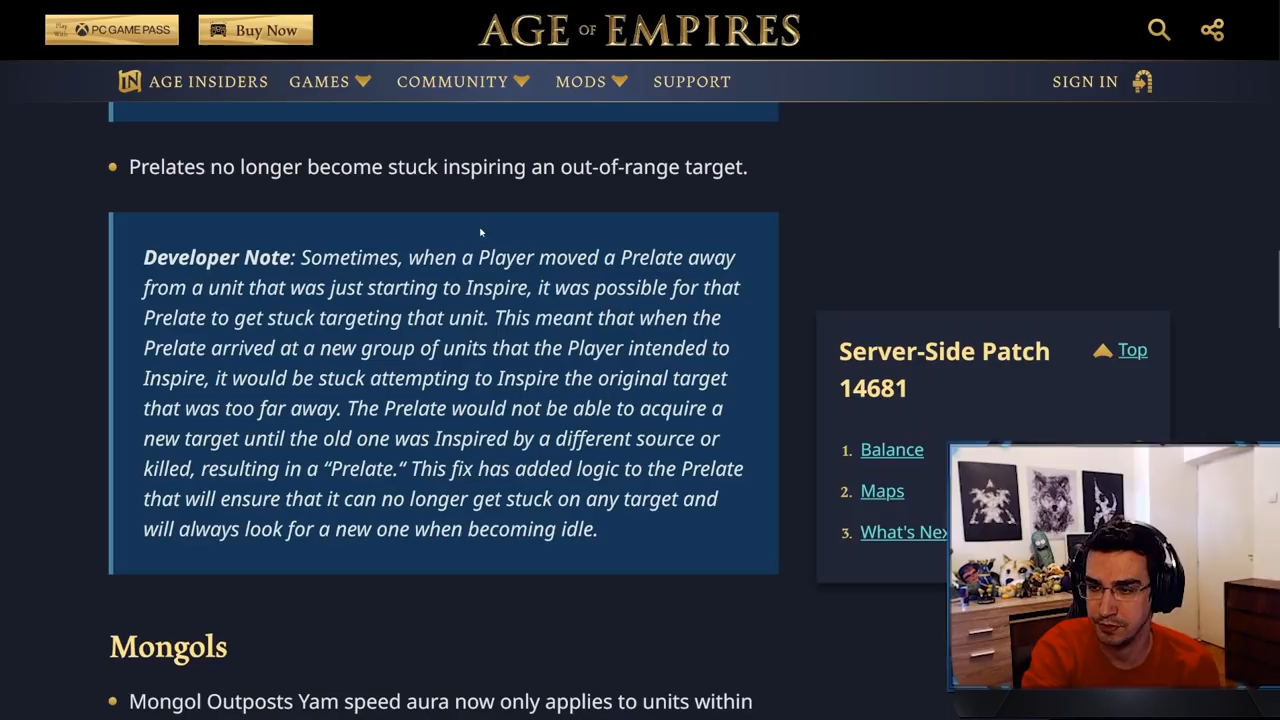 Play With PC GAME PASS
Buy Now
AGE OF EMPIRES
IN AGE INSIDERS GAMES COMMUNITY MODS SUPPORT SIGN IN
Prelates no longer become stuck inspiring an out-of-range target.
Developer Note: Sometimes, when a Player moved a Prelate away
from a unit that was just starting to Inspire, it was possible for that
Prelate to get stuck targeting that unit. This meant that when the
Prelate arrived at a new group of units that the Player intended to
Inspire, it would be stuck attempting to Inspire the original target
that was too far away. The Prelate would not be able to acquire a
new target until the old one was Inspired by a different source or
killed, resulting in a “Prelate.” This fix has added logic to the Prelate
that will ensure that it can no longer get stuck on any target and
will always look for a new one when becoming idle.
Mongols
Mongol Outposts Yam speed aura now only applies to units within
Server-Side Patch
14681
Top
1. Balance
2. Maps
3. What's Nex